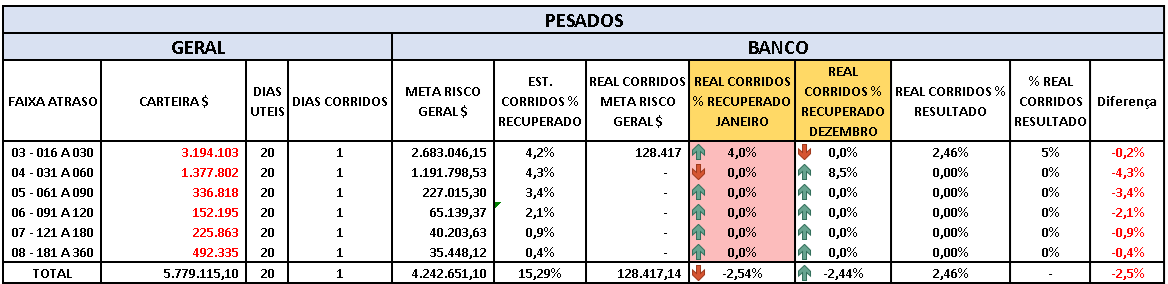 PESADOS
GERAL BANCO
FAIXA ATRASO CARTEIRA $ DIAS UTEIS DIAS CORRIDOS META RISCO GERAL $ EST. CORRIDOS % RECUPERADO REAL CORRIDOS META RISCO GERAL $ REAL CORRIDOS % RECUPERADO JANEIRO REAL CORRIDOS % RECUPERADO DEZEMBRO REAL CORRIDOS % RESULTADO % REAL CORRIDOS RESULTADO Diferença
03 - 016 A 030 3.194.103 20 1 2.683.046,15 4,2% 128.417 4,0% 0,0% 2,46% 5% -0,2%
04 - 031 A 060 1.377.802 20 1 1.191.798,53 4,3% - 0,0% 8,5% 0,00% 0% -4,3%
05 - 061 A 090 336.818 20 1 227.015,30 3,4% - 0,0% 0,0% 0,00% 0% -3,4%
06 - 091 A 120 152.195 20 1 65.139,37 2,1% - 0,0% 0,0% 0,00% 0% -2,1%
07 - 121 A 180 225.863 20 1 40.203,63 0,9% - 0,0% 0,0% 0,00% 0% -0,9%
08 - 181 A 360 492.335 20 1 35.448,12 0,4% - 0,0% 0,0% 0,00% 0% -0,4%
TOTAL 5.779.115,10 20 1 4.242.651,10 15,29% 128.417,14 -2,54% -2,44% 2,46% - -2,5%